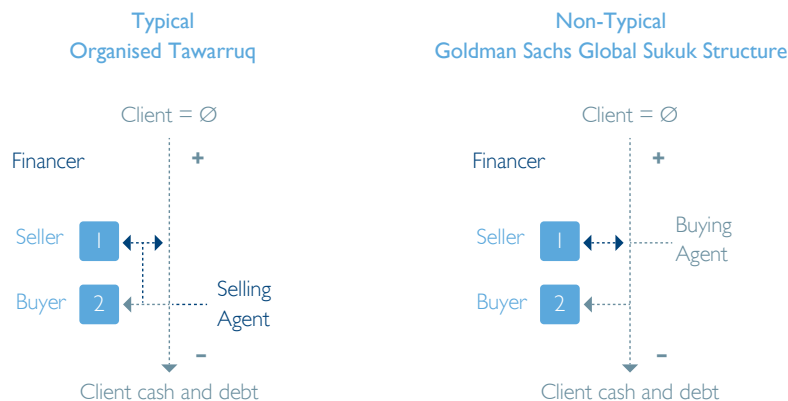 Typical
Organised Tawarruq
Client = ∅
Financer
+
Seller
1
Buyer
2
Selling
Agent
–
Client cash and debt
Non-Typical
Goldman Sachs Global Sukuk Structure
Client = ∅
Financer
+
Seller
1
Buying
Agent
Buyer
2
–
Client cash and debt